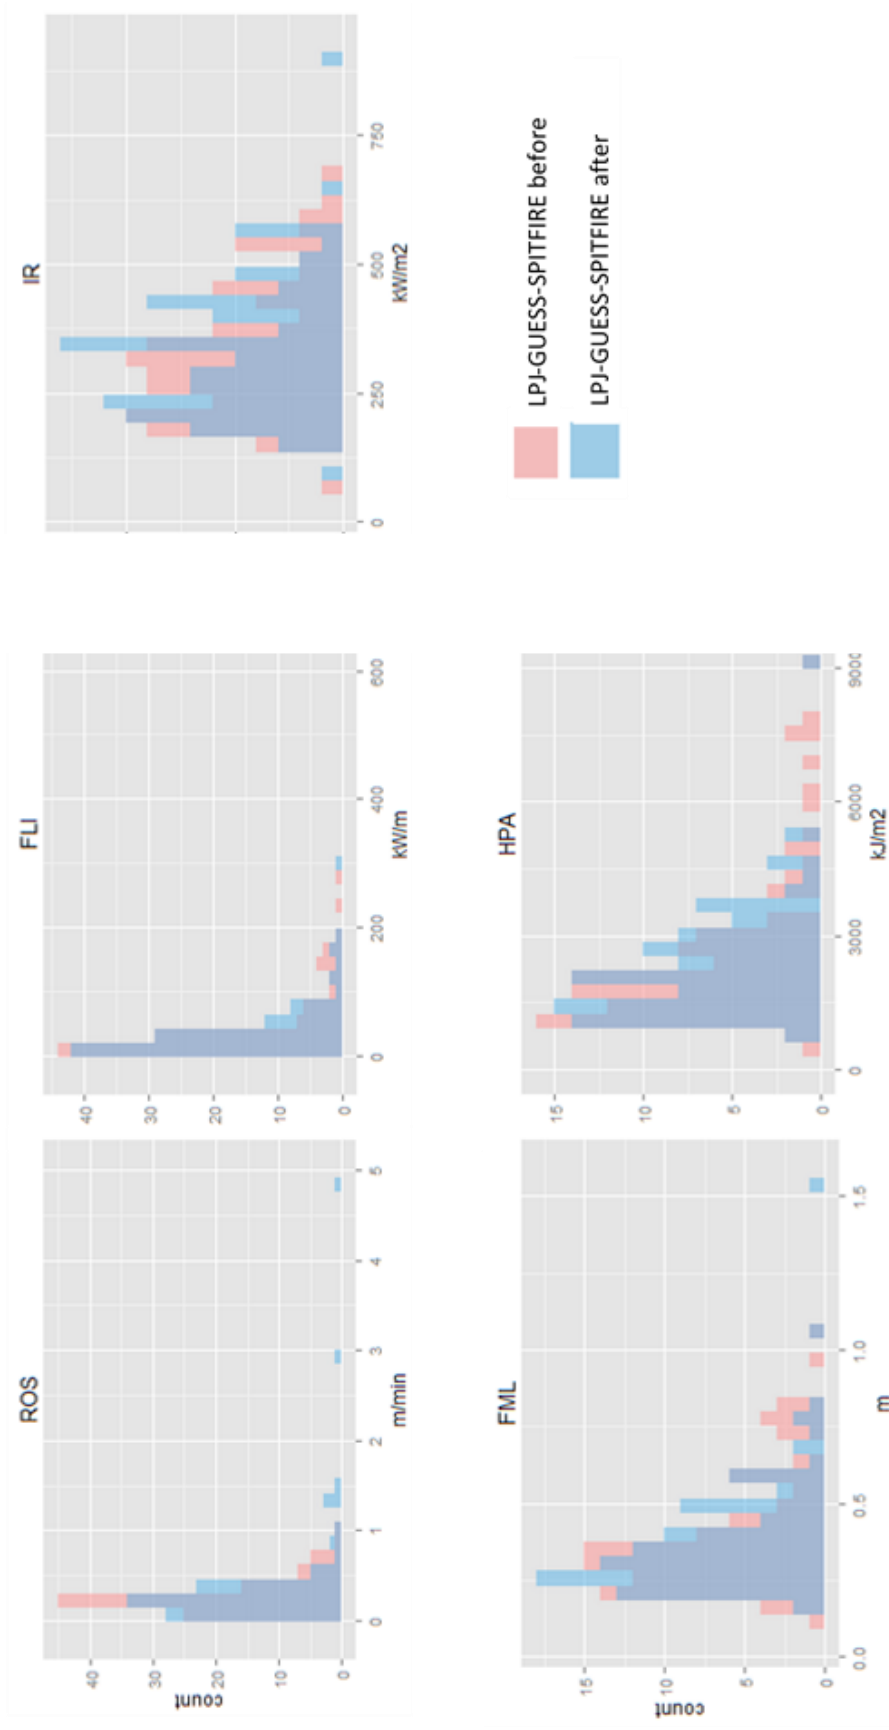 ROS
count
40
30
20
10
0
0 1 2 3 4 5
m/min
FLI
40
30
20
10
0
0 200 400 600
kW/m
IR
0 250 500 750
kW/m2
FML
count
15
10
5
0
0.0 0.5 1.0 1.5
m
HPA
15
10
5
0
0 3000 6000 9000
kJ/m2
LPJ-GUESS-SPITFIRE before
LPJ-GUESS-SPITFIRE after